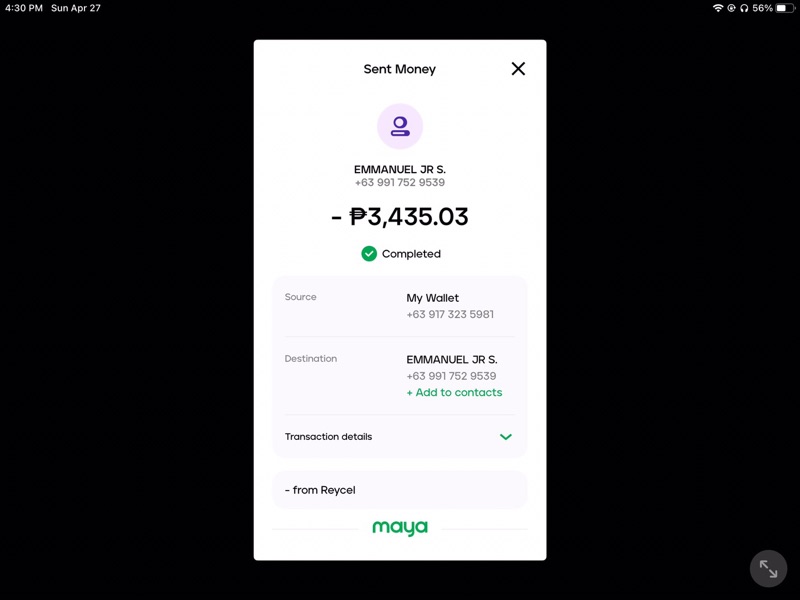 4:30 PM Sun Apr 27
56%
Sent Money
EMMANUEL JR S.
+63 991 752 9539
- ₱3,435.03
Completed
Source
My Wallet
+63 917 323 5981
Destination
EMMANUEL JR S.
+63 991 752 9539
+ Add to contacts
Transaction details
- from Reycel
maya